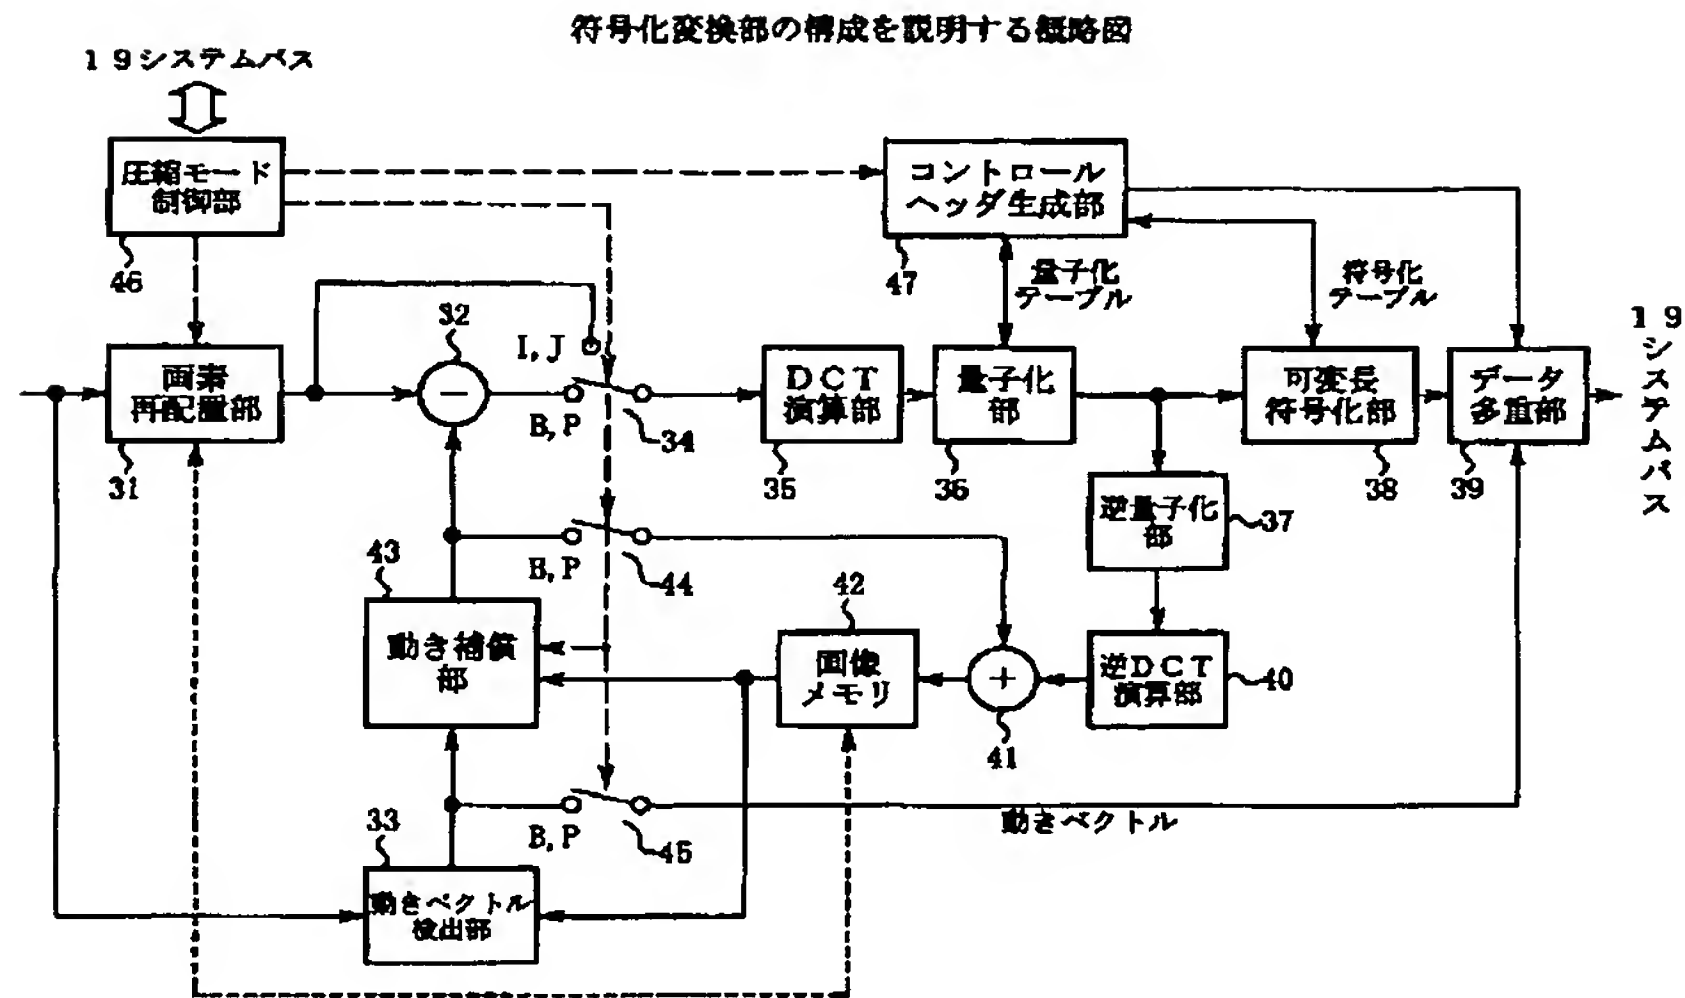 符号化変換部の構成を説明する概略図
19システムバス
圧縮モード
制御部
46
コントロール
ヘッダ生成部
47
量子化
テーブル
符号化
テーブル
19システムバス
画素
再配置部
31
32
−
I, J
B, P
34
DCT
演算部
35
量子化
部
36
可変長
符号化部
38
データ
多重部
39
逆量子化
部
37
B, P
44
43
動き補償
部
42
画像
メモリ
+
41
逆DCT
演算部
40
B, P
45
動きベクトル
33
動きベクトル
検出部